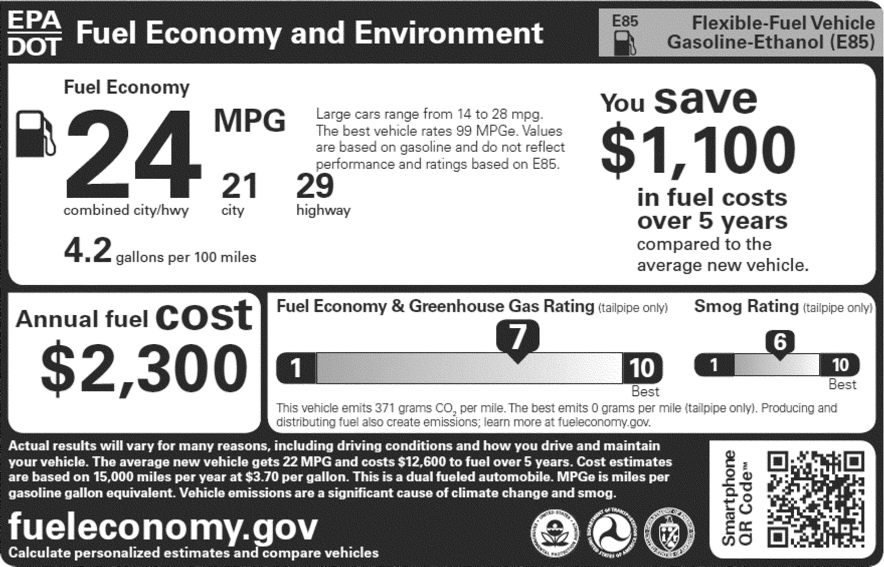 EPA
DOT
Fuel Economy and Environment
E85
Flexible-Fuel Vehicle
Gasoline-Ethanol (E85)
Fuel Economy
24
MPG
21
29
combined city/hwy
city
highway
4.2 gallons per 100 miles
Large cars range from 14 to 28 mpg.
The best vehicle rates 99 MPGe. Values
are based on gasoline and do not reflect
performance and ratings based on E85.
You save
$1,100
in fuel costs
over 5 years
compared to the
average new vehicle.
Annual fuel cost
$2,300
Fuel Economy & Greenhouse Gas Rating (tailpipe only)
7
1
10
Best
Smog Rating (tailpipe only)
6
1
10
Best
This vehicle emits 371 grams CO₂ per mile. The best emits 0 grams per mile (tailpipe only). Producing and
distributing fuel also create emissions; learn more at fueleconomy.gov.
Actual results will vary for many reasons, including driving conditions and how you drive and maintain
your vehicle. The average new vehicle gets 22 MPG and costs $12,600 to fuel over 5 years. Cost estimates
are based on 15,000 miles per year at $3.70 per gallon. This is a dual fueled automobile. MPGe is miles per
gasoline gallon equivalent. Vehicle emissions are a significant cause of climate change and smog.
fueleconomy.gov
Calculate personalized estimates and compare vehicles
Smartphone
QR Code™